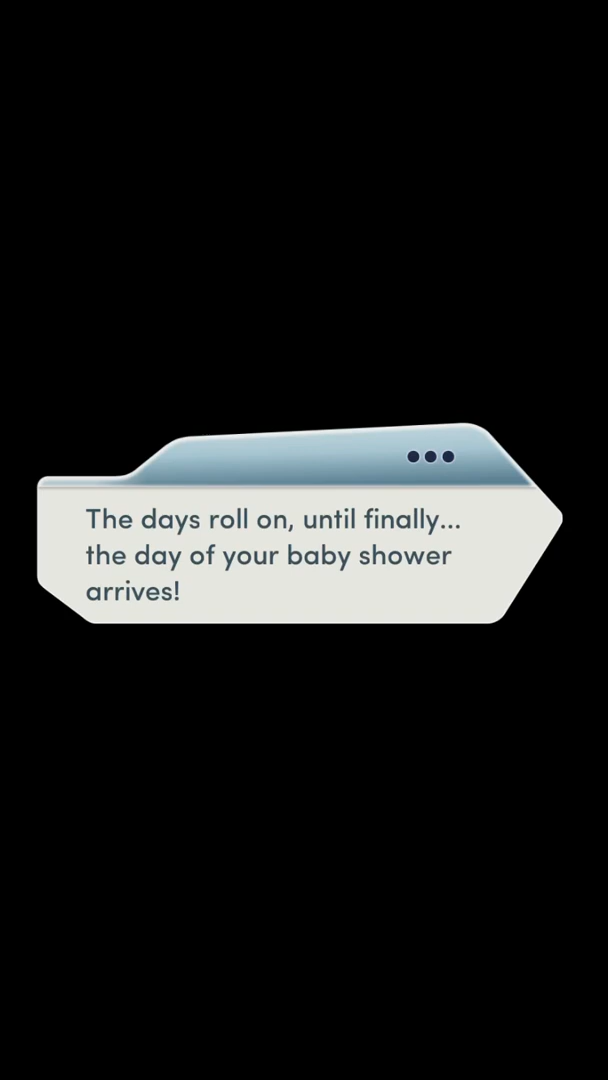 The days roll on, until finally...
the day of your baby shower
arrives!